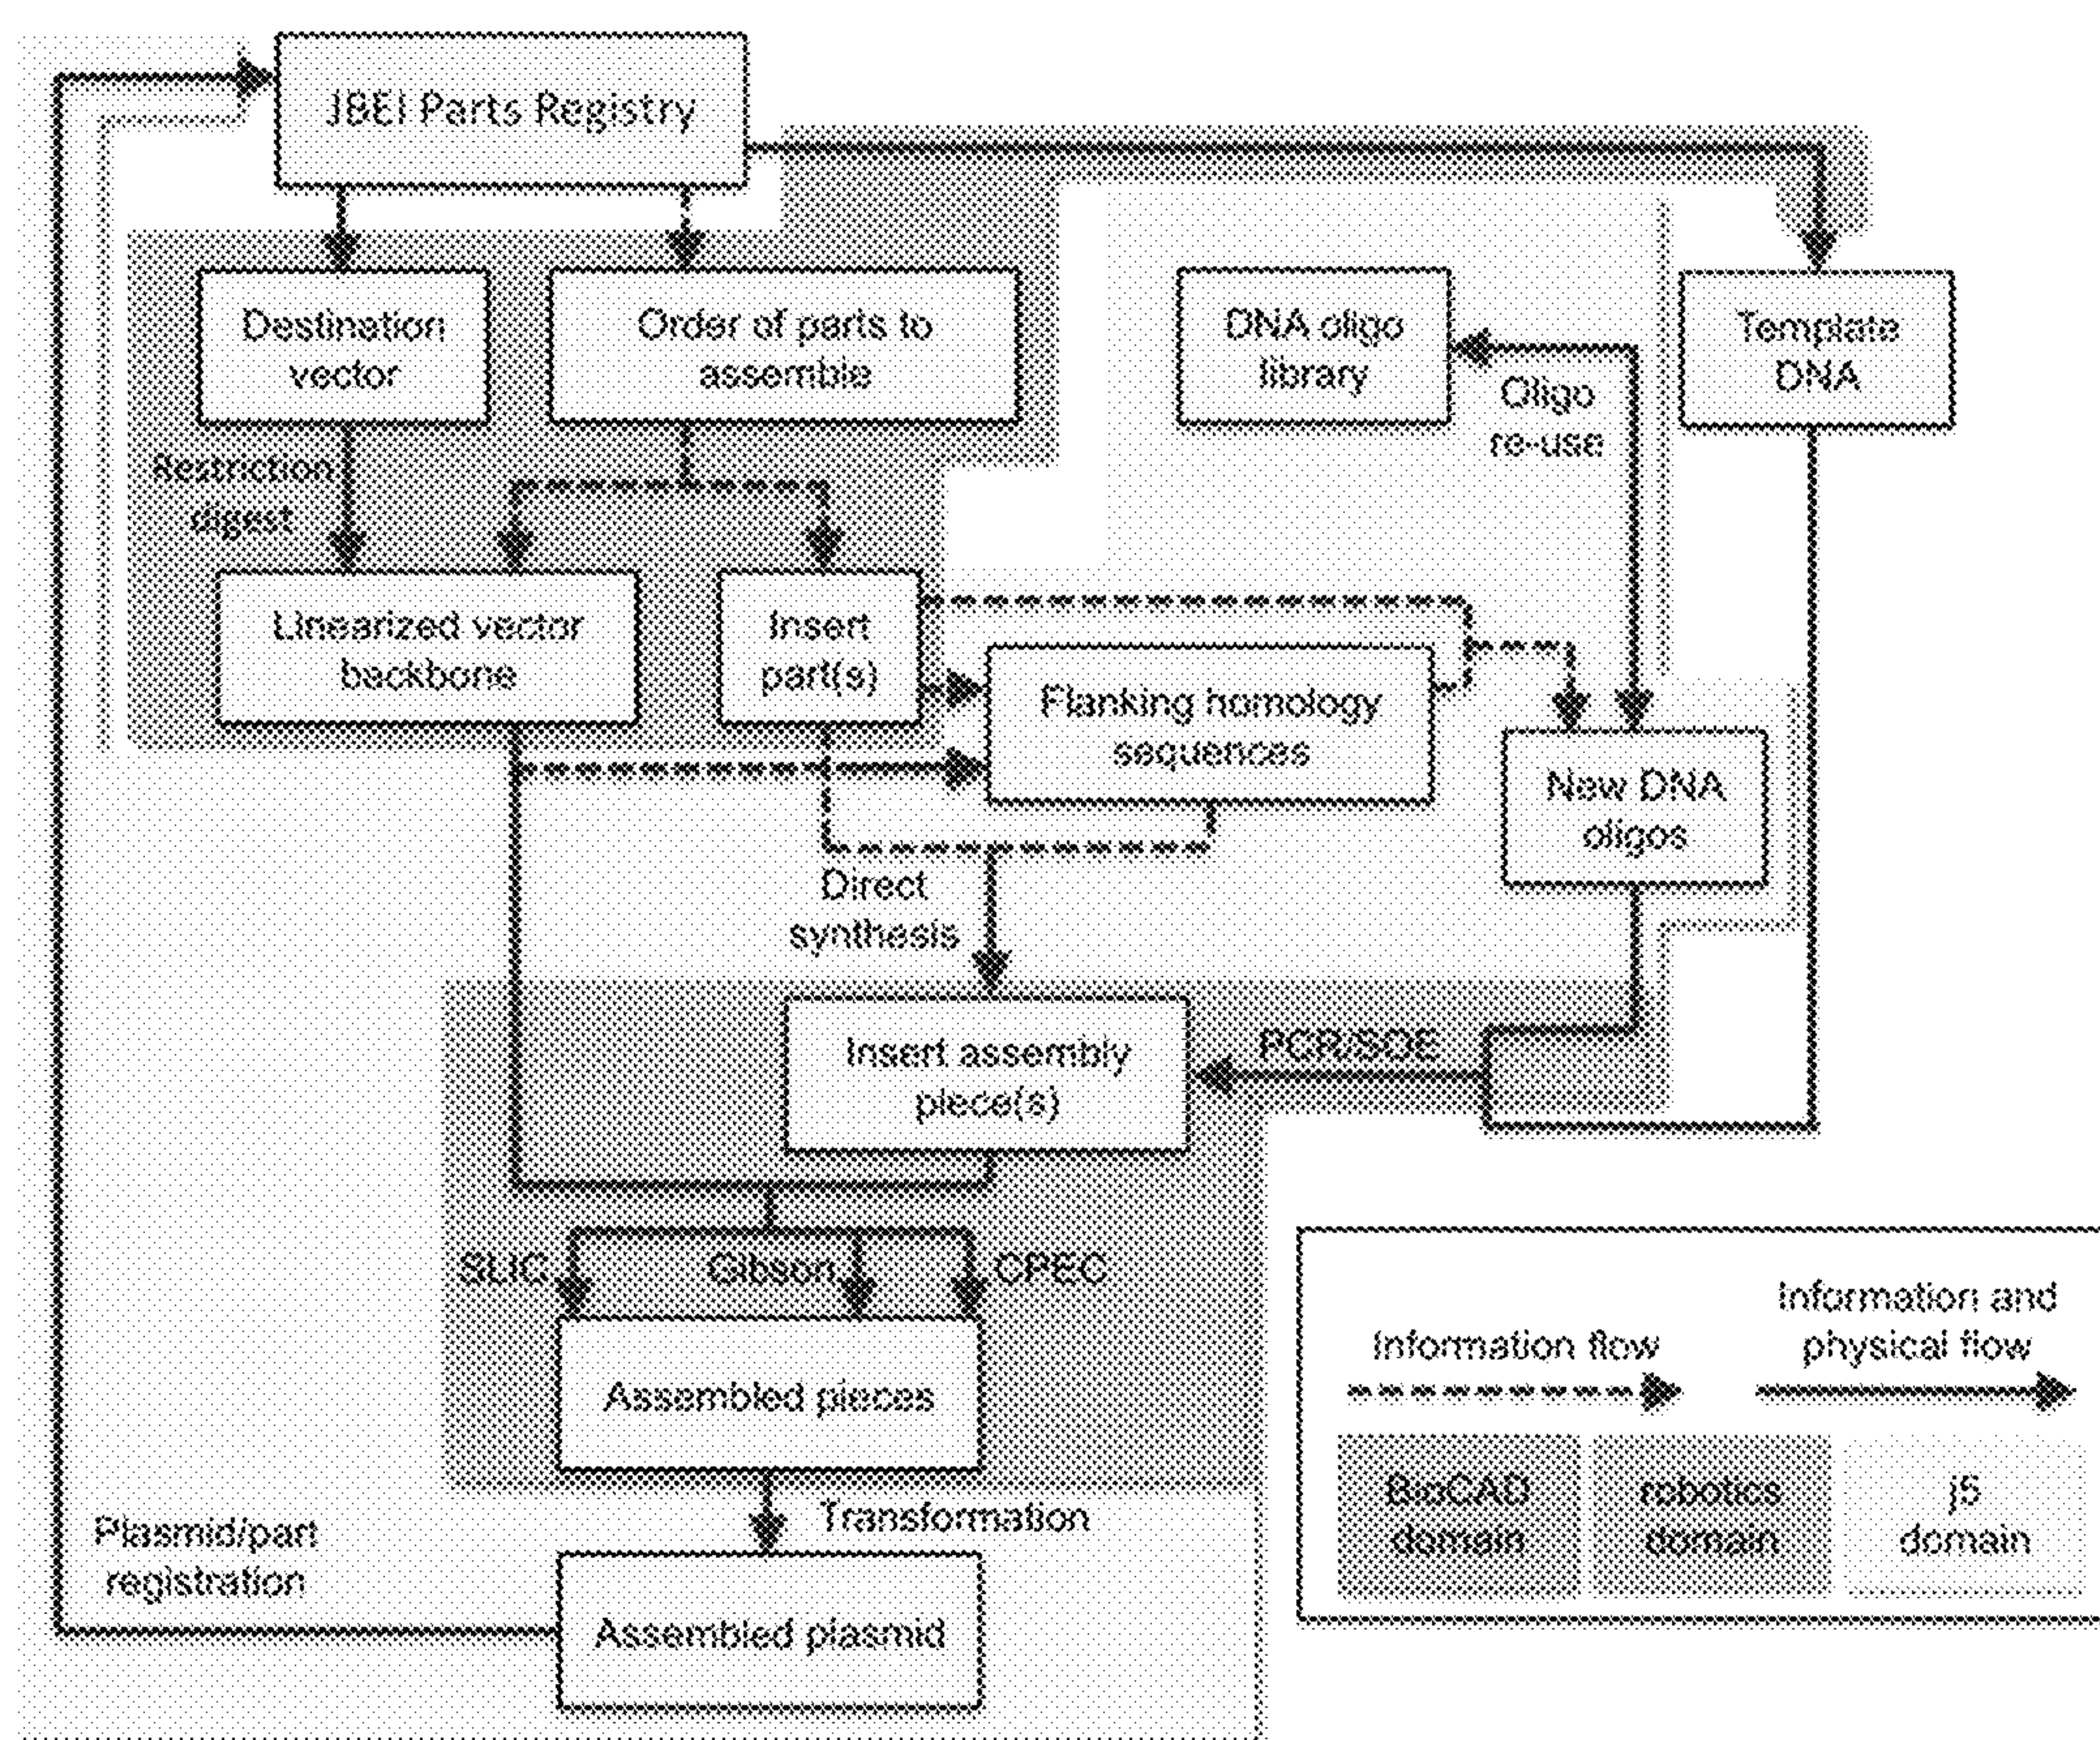 JBEI Parts Registry
Destination
vector
Order of parts to
assemble
DNA oligo
library
Template
DNA
Oligo
re-use
Restriction
digest
Linearized vector
backbone
Insert
part(s)
Flanking homology
sequences
New DNA
oligos
Direct
synthesis
Insert assembly
piece(s)
PCR/SOE
SLIC
Gibson
CPEC
Assembled pieces
Transformation
Plasmid/part
registration
Assembled plasmid
Information flow
Information and
physical flow
BioCAD
domain
robotics
domain
j5
domain